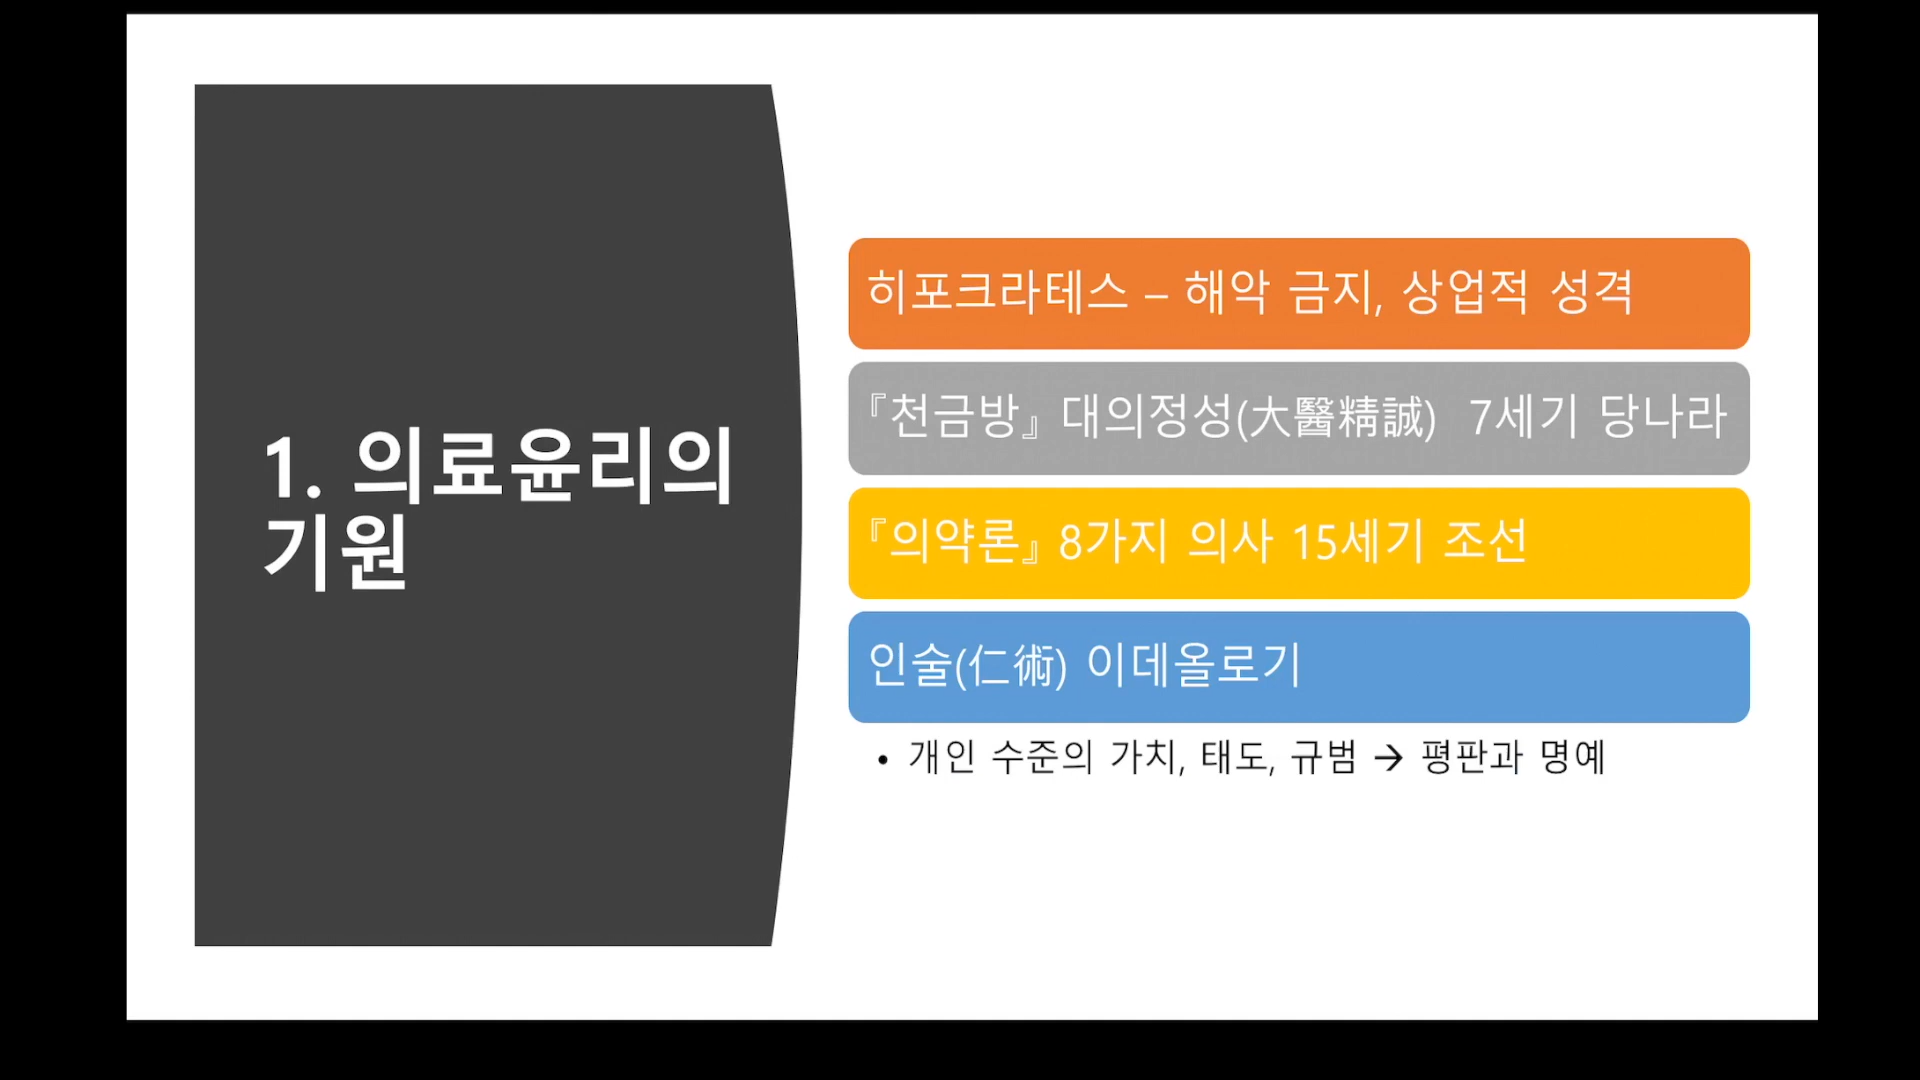 1. 의료윤리의
기원
히포크라테스 – 해악 금지, 상업적 성격
『천금방』 대의정성(大醫精誠) 7세기 당나라
『의약론』 8가지 의사 15세기 조선
인술(仁術) 이데올로기
• 개인 수준의 가치, 태도, 규범 → 평판과 명예